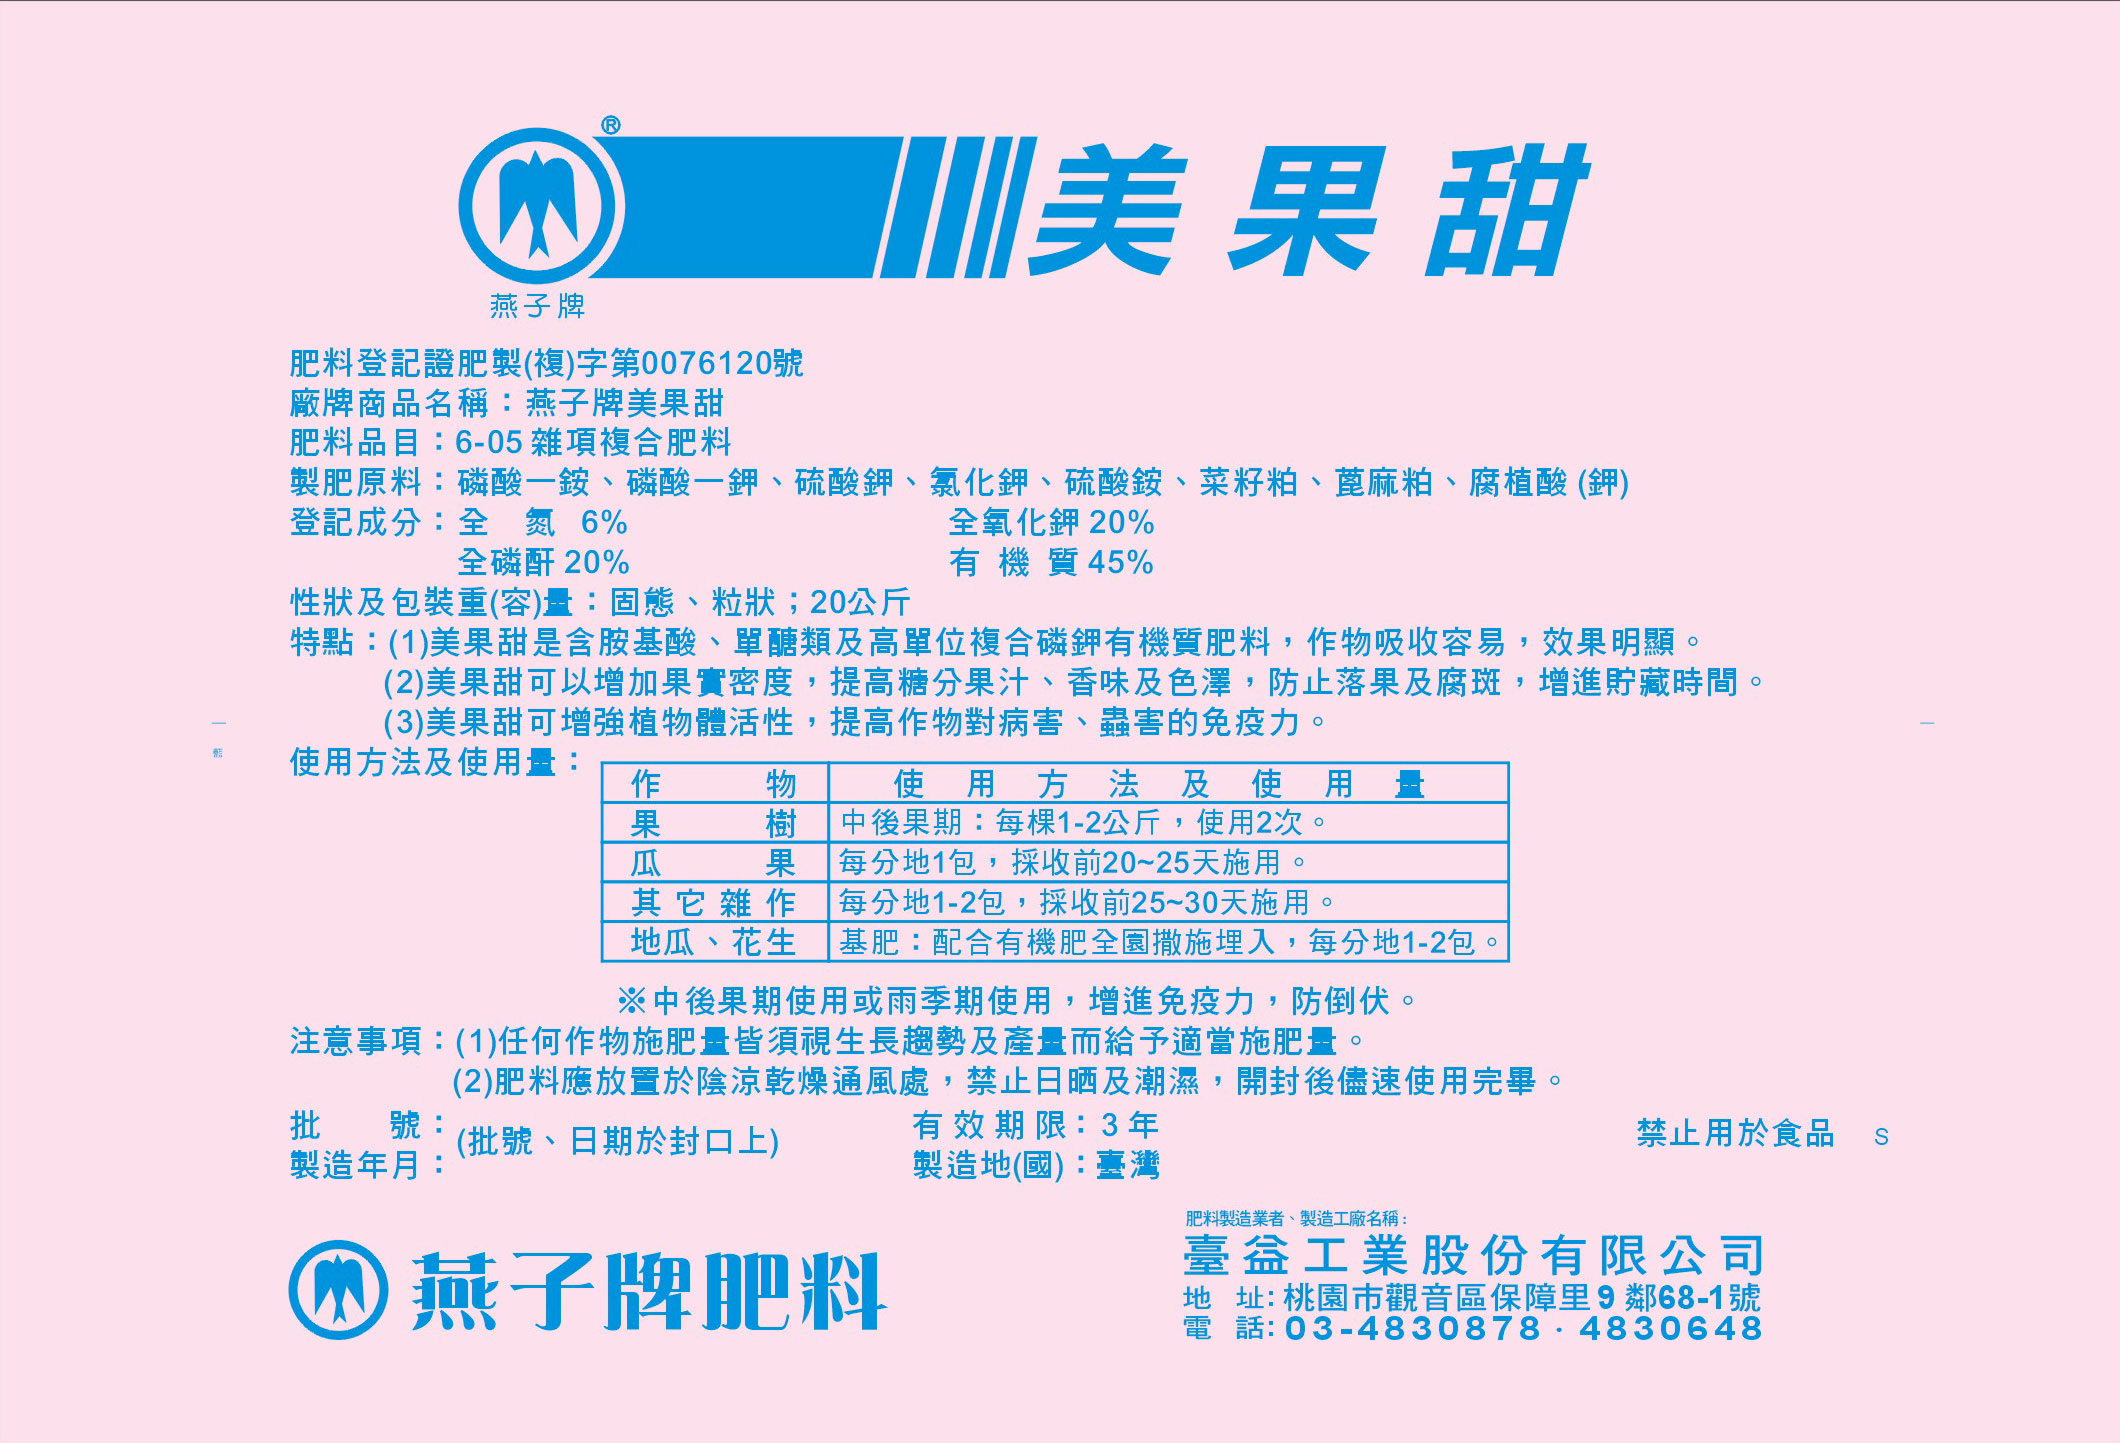 ®
美果甜
燕子牌
肥料登記證肥製(複)字第0076120號
廠牌商品名稱：燕子牌美果甜
肥料品目：6-05 雜項複合肥料
製肥原料：磷酸一銨、磷酸一鉀、硫酸鉀、氯化鉀、硫酸銨、菜籽粕、蓖麻粕、腐植酸 (鉀)
登記成分：全　氮 6%　全氧化鉀 20%
全磷酐 20%　有 機 質 45%
性狀及包裝重(容)量：固態、粒狀；20公斤
特點：(1)美果甜是含胺基酸、單醣類及高單位複合磷鉀有機質肥料，作物吸收容易，效果明顯。
(2)美果甜可以增加果實密度，提高糖分果汁、香味及色澤，防止落果及腐斑，增進貯藏時間。
(3)美果甜可增強植物體活性，提高作物對病害、蟲害的免疫力。
使用方法及使用量：
作物　使用方法及使用量
果樹　中後果期：每棵1-2公斤，使用2次。
瓜果　每分地1包，採收前20~25天施用。
其它雜作　每分地1-2包，採收前25~30天施用。
地瓜、花生　基肥：配合有機肥全園撒施埋入，每分地1-2包。
※中後果期使用或雨季期使用，增進免疫力，防倒伏。
注意事項：(1)任何作物施肥量皆須視生長趨勢及產量而給予適當施肥量。
(2)肥料應放置於陰涼乾燥通風處，禁止日晒及潮濕，開封後儘速使用完畢。
批　號：
製造年月：
(批號、日期於封口上)
有效期限：3 年
製造地(國)：臺灣
禁止用於食品　S
燕子牌肥料
肥料製造業者、製造工廠名稱：
臺益工業股份有限公司
地 址：桃園市觀音區保障里9 鄰68-1號
電 話：03-4830878．4830648